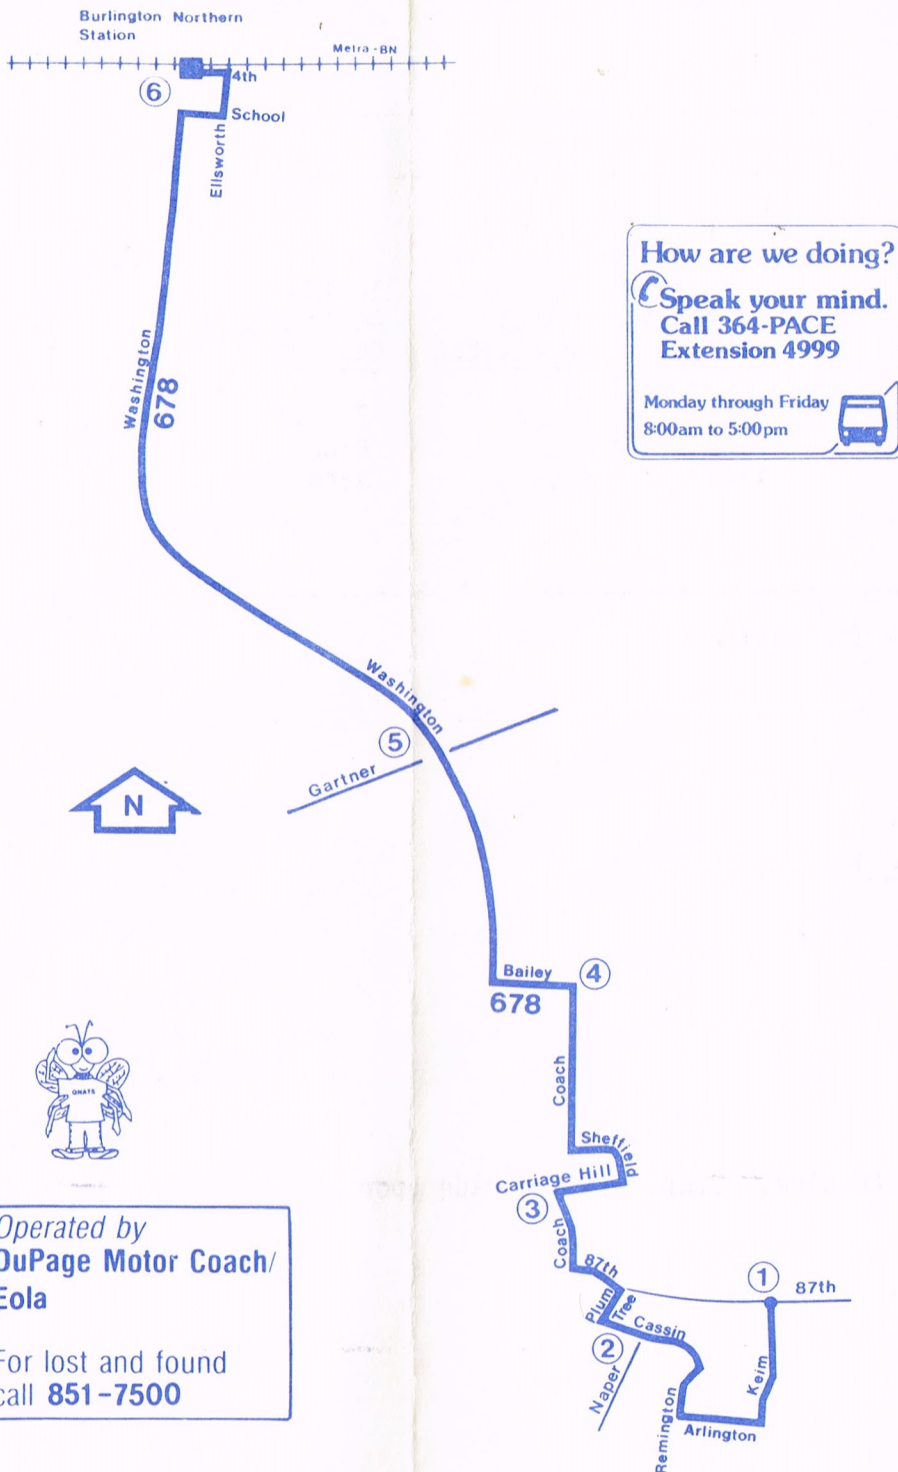 Burlington Northern
Station
Metra-BN
4th
6
School
Ellsworth
How are we doing?
Speak your mind.
Call 364-PACE
Extension 4999
Monday through Friday
8:00am to 5:00pm
Washington
678
Washington
5
Gartner
N
Bailey
4
678
Coach
GNATS
Sheffield
Carriage Hill
3
Coach
87th
1
87th
Plum
Tree
Cassin
2
Naper
Keim
Remington
Arlington
Operated by
DuPage Motor Coach/
Eola
For lost and found
call 851-7500